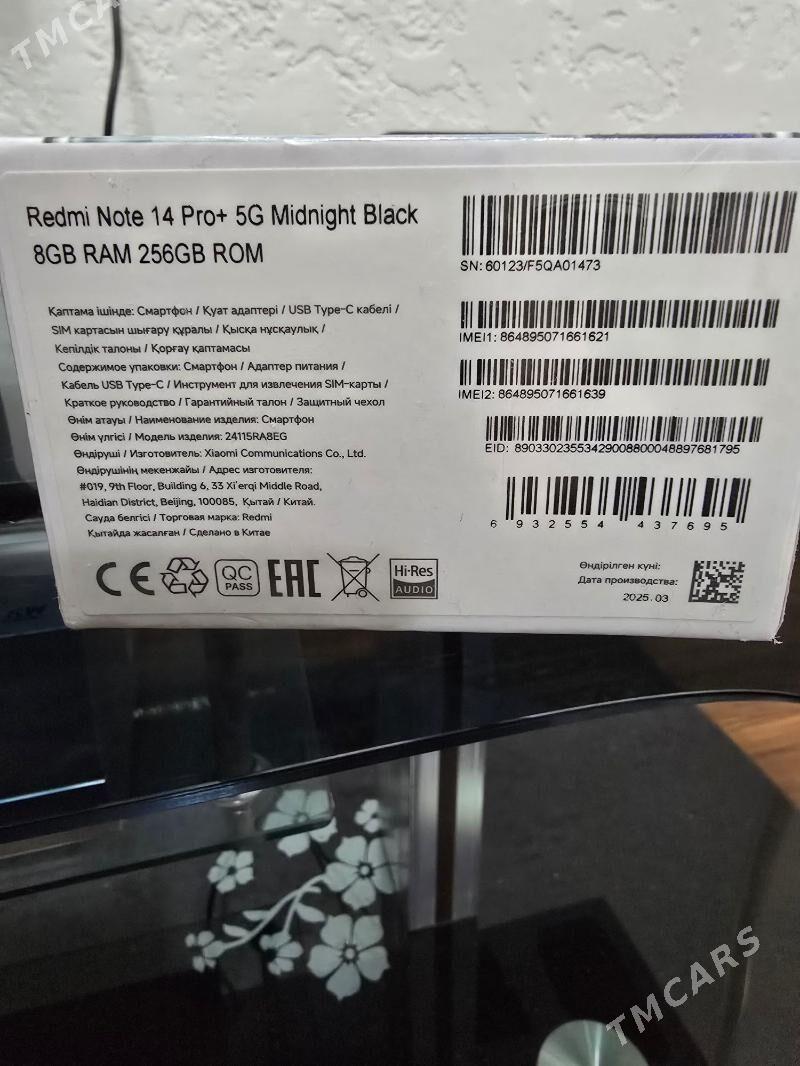 TMCARS
Redmi Note 14 Pro+ 5G Midnight Black
8GB RAM 256GB ROM
Қаптама ішінде: Смартфон / Қуат адаптері / USB Type-C кабелі /
SIM картасын шығару құралы / Қысқа нұсқаулық /
Кепілдік талоны / Қорғау қаптамасы
Содержимое упаковки: Смартфон / Адаптер питания /
Кабель USB Type-C / Инструмент для извлечения SIM-карты /
Краткое руководство / Гарантийный талон / Защитный чехол
Өнім атауы / Наименование изделия: Смартфон
Өнім үлгісі / Модель изделия: 24115RA8EG
Өндіруші / Изготовитель: Xiaomi Communications Co., Ltd.
Өндірушінің мекенжайы / Адрес изготовителя:
#019, 9th Floor, Building 6, 33 Xi'erqi Middle Road,
Haidian District, Beijing, 100085, Қытай / Китай.
Сауда белгісі / Торговая марка: Redmi
Қытайда жасалған / Сделано в Китае
CE
QC PASS
EAC
Hi-Res
AUDIO
SN: 60123/F5QA01473
IMEI1: 864895071661621
IMEI2: 864895071661639
EID: 89033023553429008800048897681795
6 932554 437695
Өндірілген күні:
Дата производства:
2025.03
TMCARS